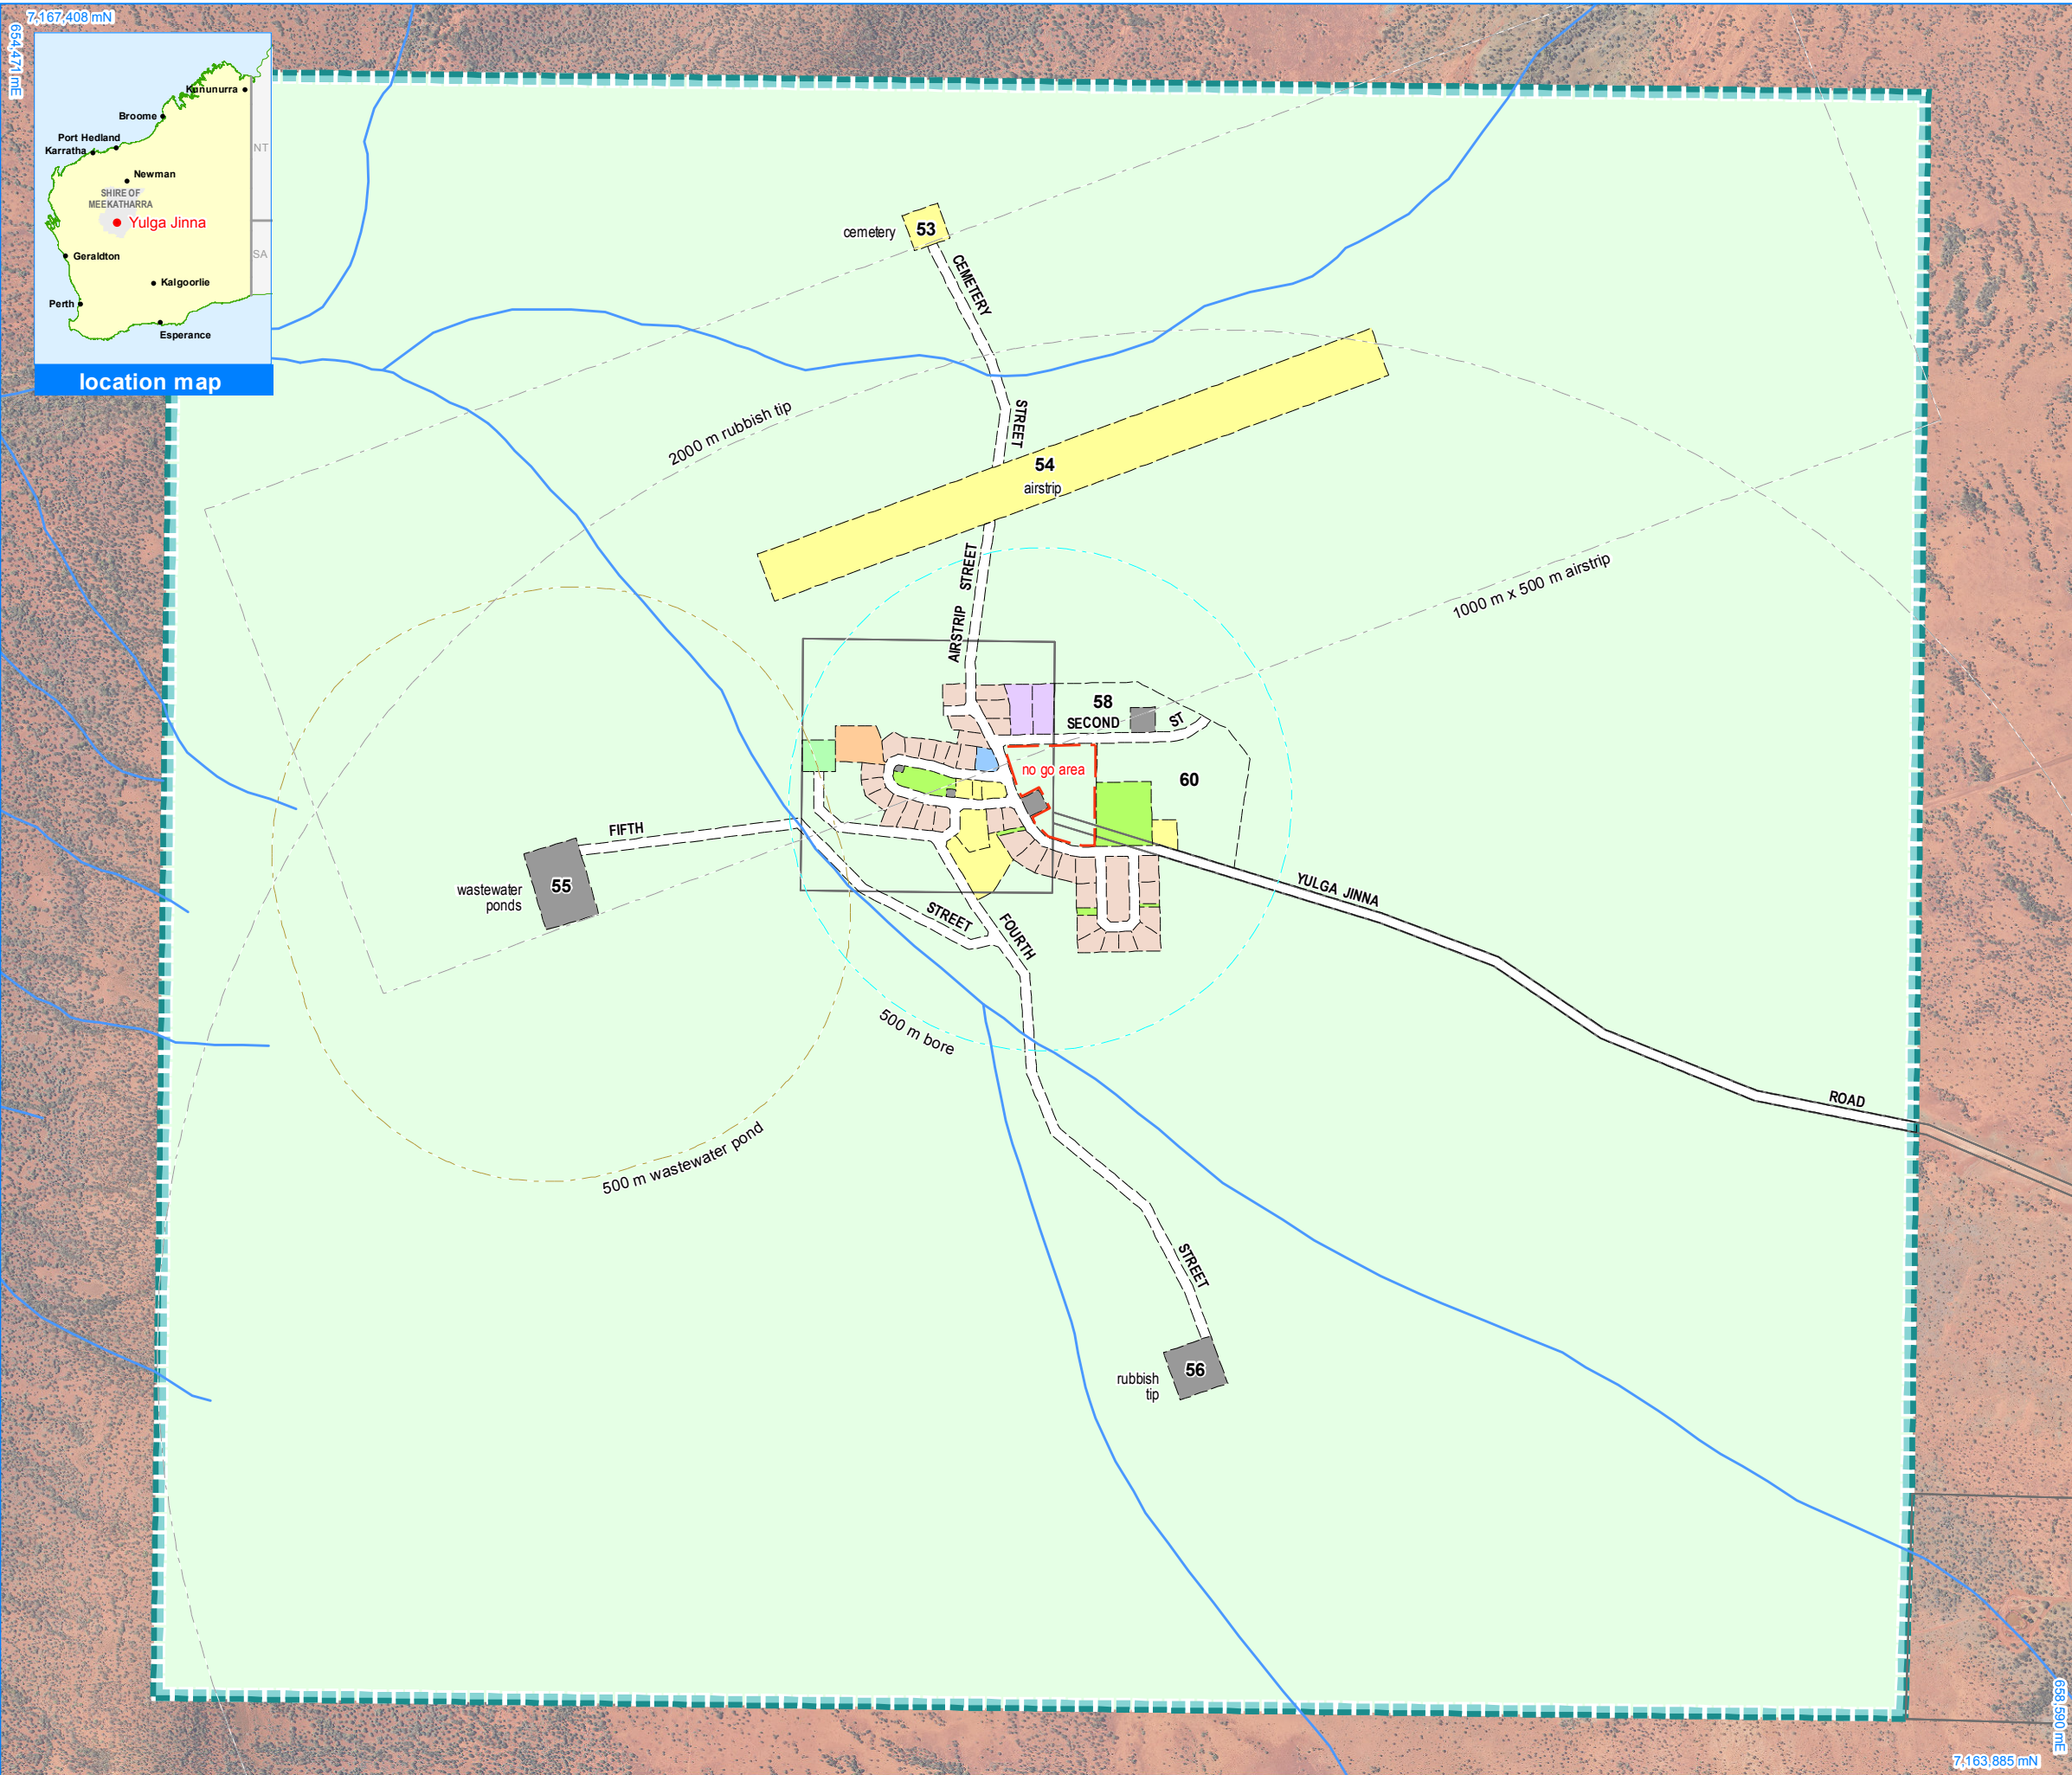 7,167,408 mN
654,471 mE
Kununurra
Broome
Port Hedland
Karratha
NT
Newman
SHIRE OF
MEEKATHARRA
Yulga Jinna
SA
Geraldton
Kalgoorlie
Perth
Esperance
location map
53
cemetery
CEMETERY
STREET
2000 m rubbish tip
54
airstrip
STREET
AIRSTRIP
1000 m x 500 m airstrip
58
SECOND ST
no go area
60
FIFTH
55
wastewater
ponds
STREET
FOURTH
YULGA JINNA
ROAD
500 m bore
500 m wastewater pond
STREET
56
rubbish
tip
658,590 mE
7,163,885 mN